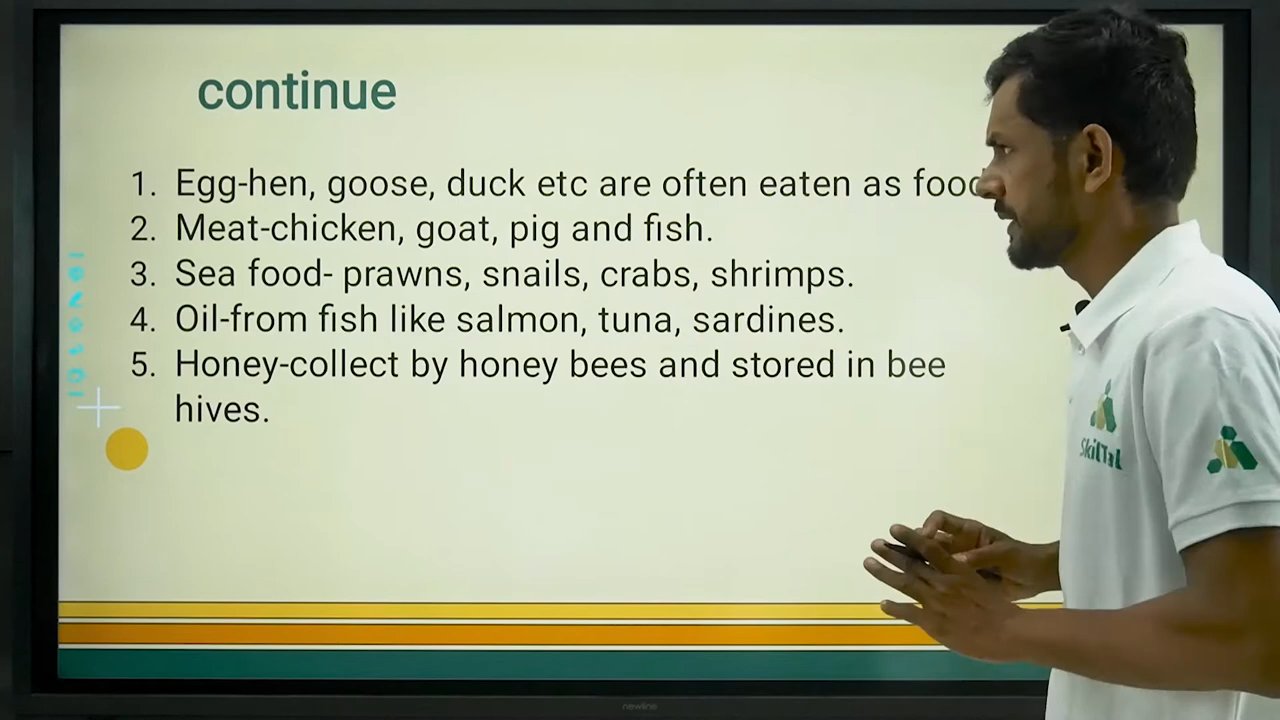 continue
1. Egg-hen, goose, duck etc are often eaten as food
2. Meat-chicken, goat, pig and fish.
3. Sea food- prawns, snails, crabs, shrimps.
4. Oil-from fish like salmon, tuna, sardines.
5. Honey-collect by honey bees and stored in bee
hives.
newline